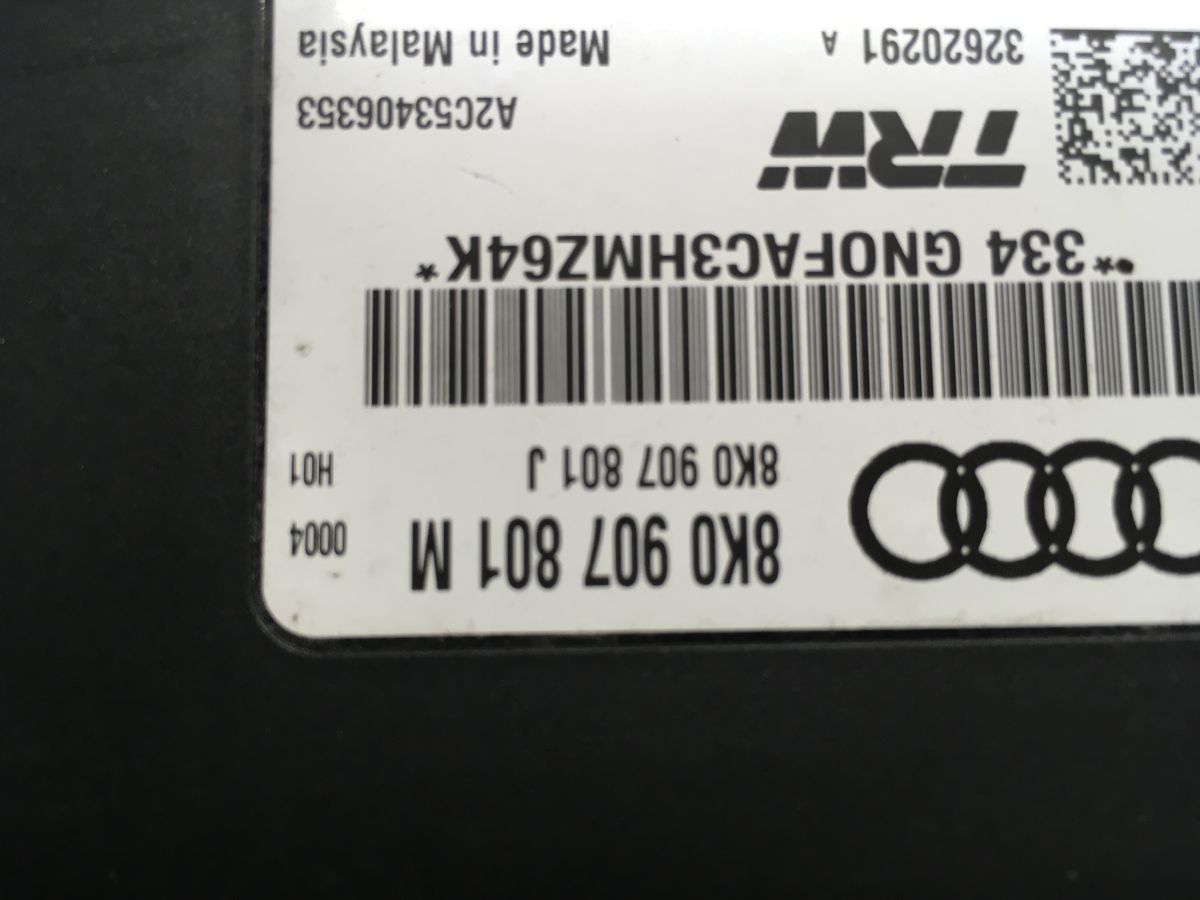 8K0 907 801 M 0004
8K0 907 801 J H01
**334 GNOFAC3HMZ64K*
TRW A2C53406353
32620291 A Made in Malaysia